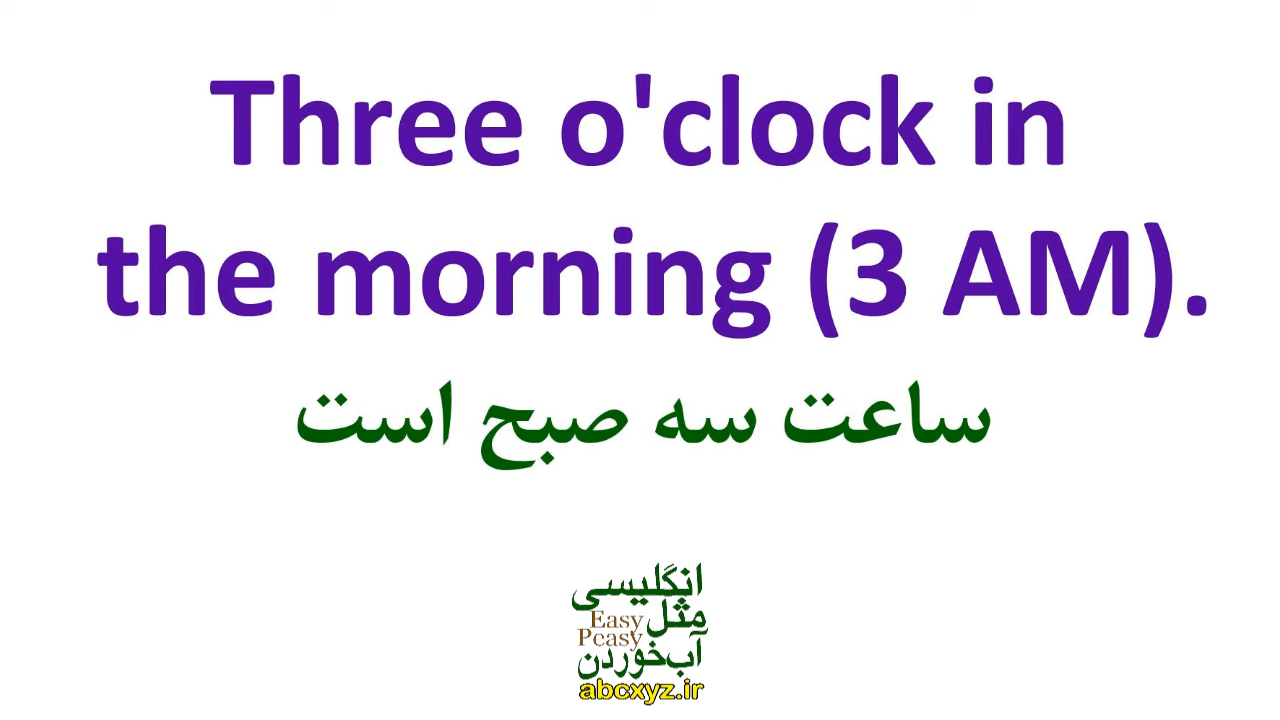 Three o'clock in
the morning (3 AM).
ساعت سه صبح است
انگلیسی
مثل
Easy
Peasy
آب‌خوردن
abcxyz.ir